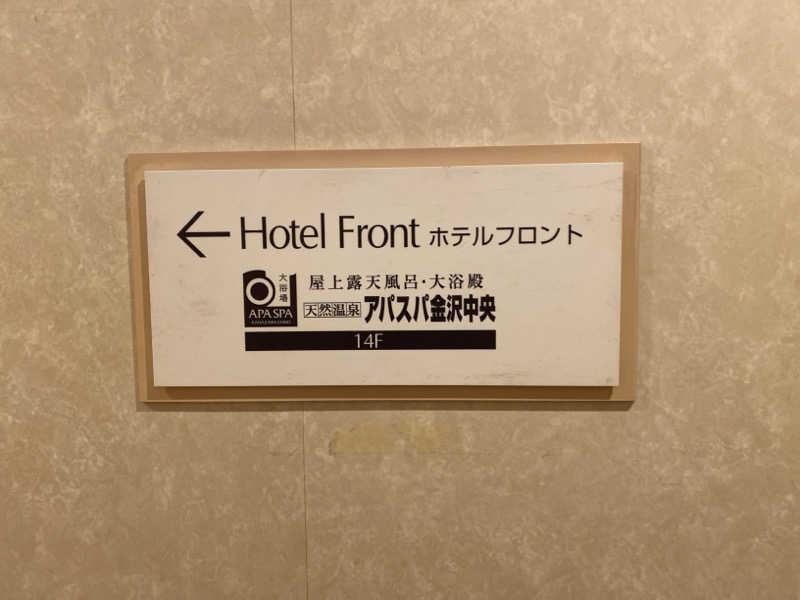 ← Hotel Front ホテルフロント
大浴場
APA SPA
屋上露天風呂・大浴殿
天然温泉 アパスパ金沢中央
14F